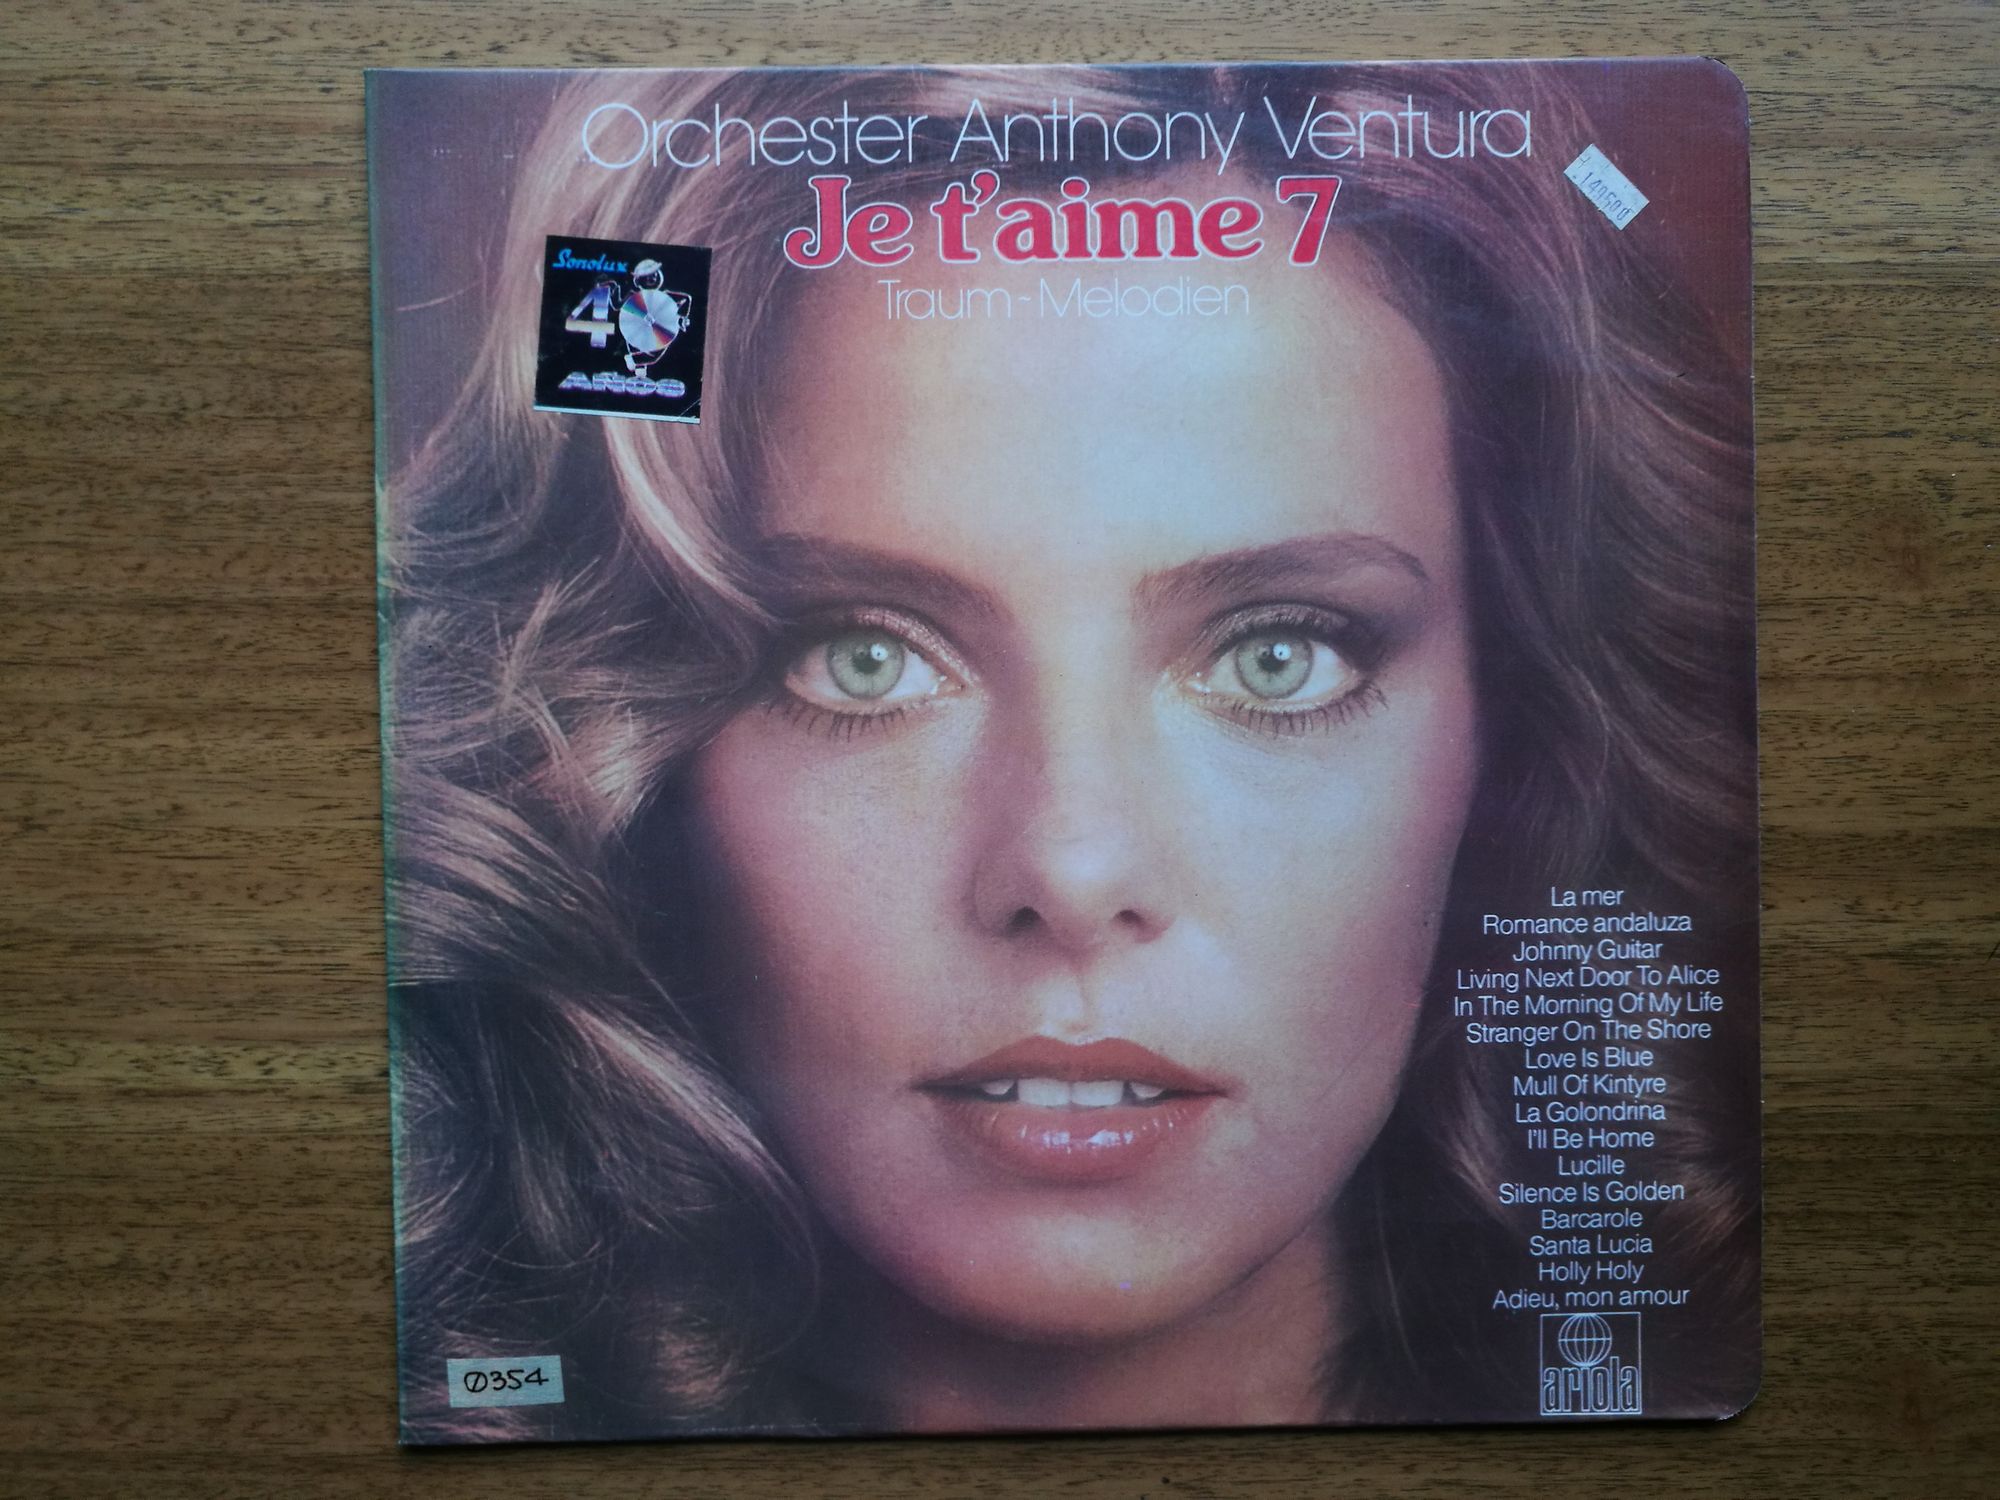 Orchester Anthony Ventura
Je t'aime 7
Traum-Melodien
Sonolux
40
AÑOS
La mer
Romance andaluza
Johnny Guitar
Living Next Door To Alice
In The Morning Of My Life
Stranger On The Shore
Love Is Blue
Mull Of Kintyre
La Golondrina
I'll Be Home
Lucille
Silence Is Golden
Barcarole
Santa Lucia
Holly Holy
Adieu, mon amour
ariola
0354